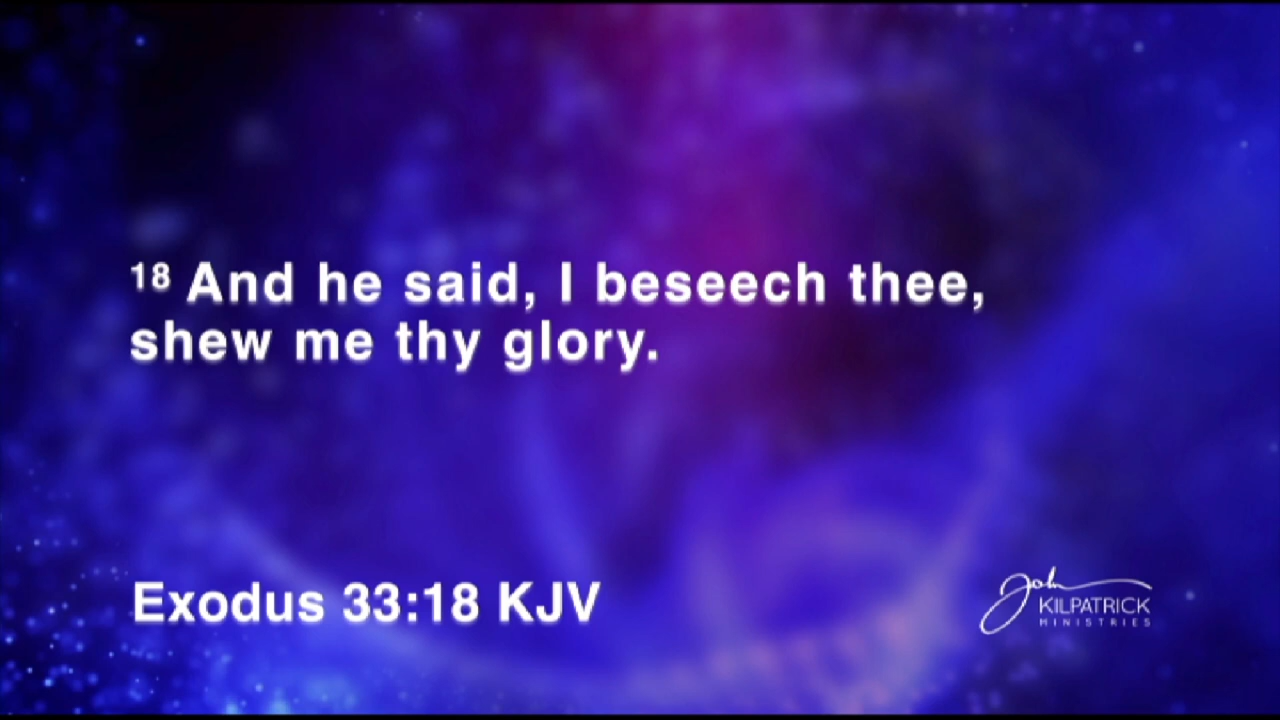 18 And he said, I beseech thee,
shew me thy glory.
Exodus 33:18 KJV
John
KILPATRICK
MINISTRIES